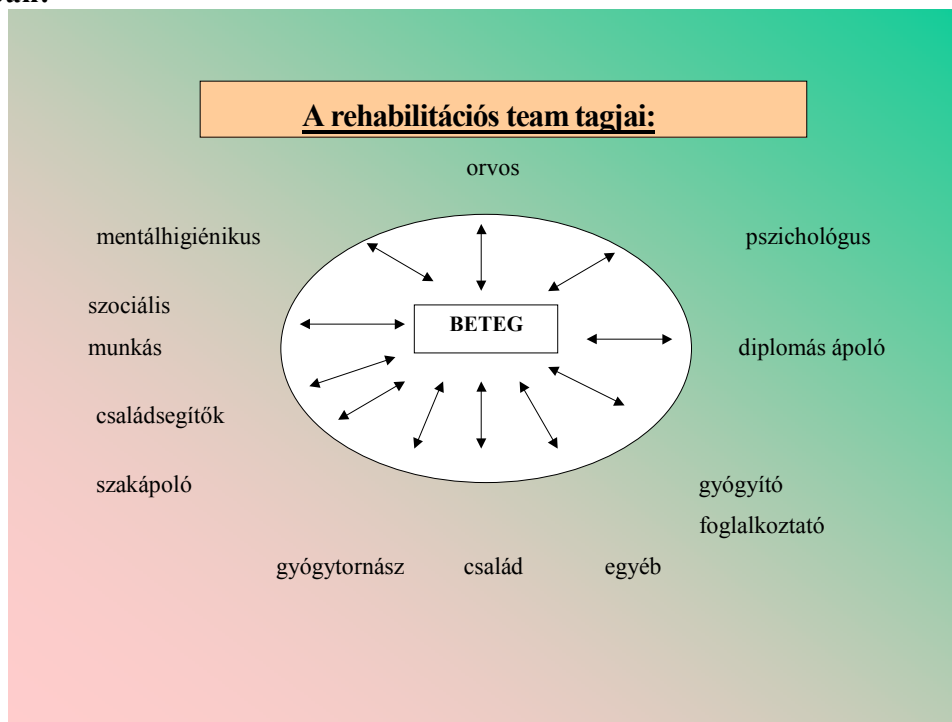 A rehabilitációs team tagjai:
orvos
mentálhigiénikus
pszichológus
szociális
munkás
BETEG
diplomás ápoló
családsegítők
szakápoló
gyógyító
foglalkoztató
gyógytornász
család
egyéb